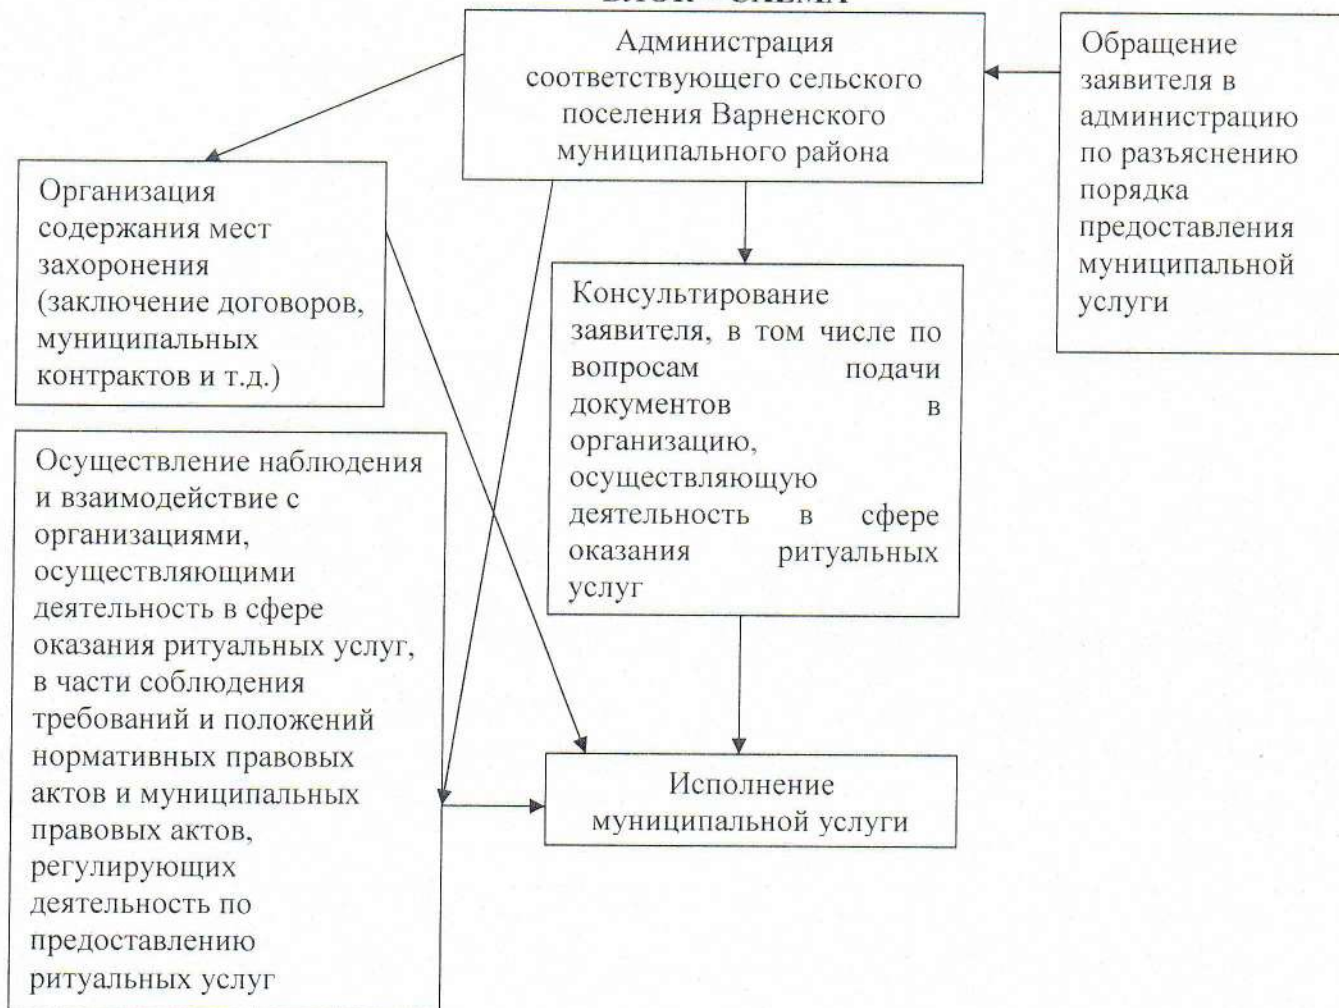 Администрация
соответствующего сельского
поселения Варненского
муниципального района
Обращение
заявителя в
администрацию
по разъяснению
порядка
предоставления
муниципальной
услуги
Организация
содержания мест
захоронения
(заключение договоров,
муниципальных
контрактов и т.д.)
Консультирование
заявителя, в том числе по
вопросам подачи
документов в
организацию,
осуществляющую
деятельность в сфере
оказания ритуальных
услуг
Осуществление наблюдения
и взаимодействие с
организациями,
осуществляющими
деятельность в сфере
оказания ритуальных услуг,
в части соблюдения
требований и положений
нормативных правовых
актов и муниципальных
правовых актов,
регулирующих
деятельность по
предоставлению
ритуальных услуг
Исполнение
муниципальной услуги